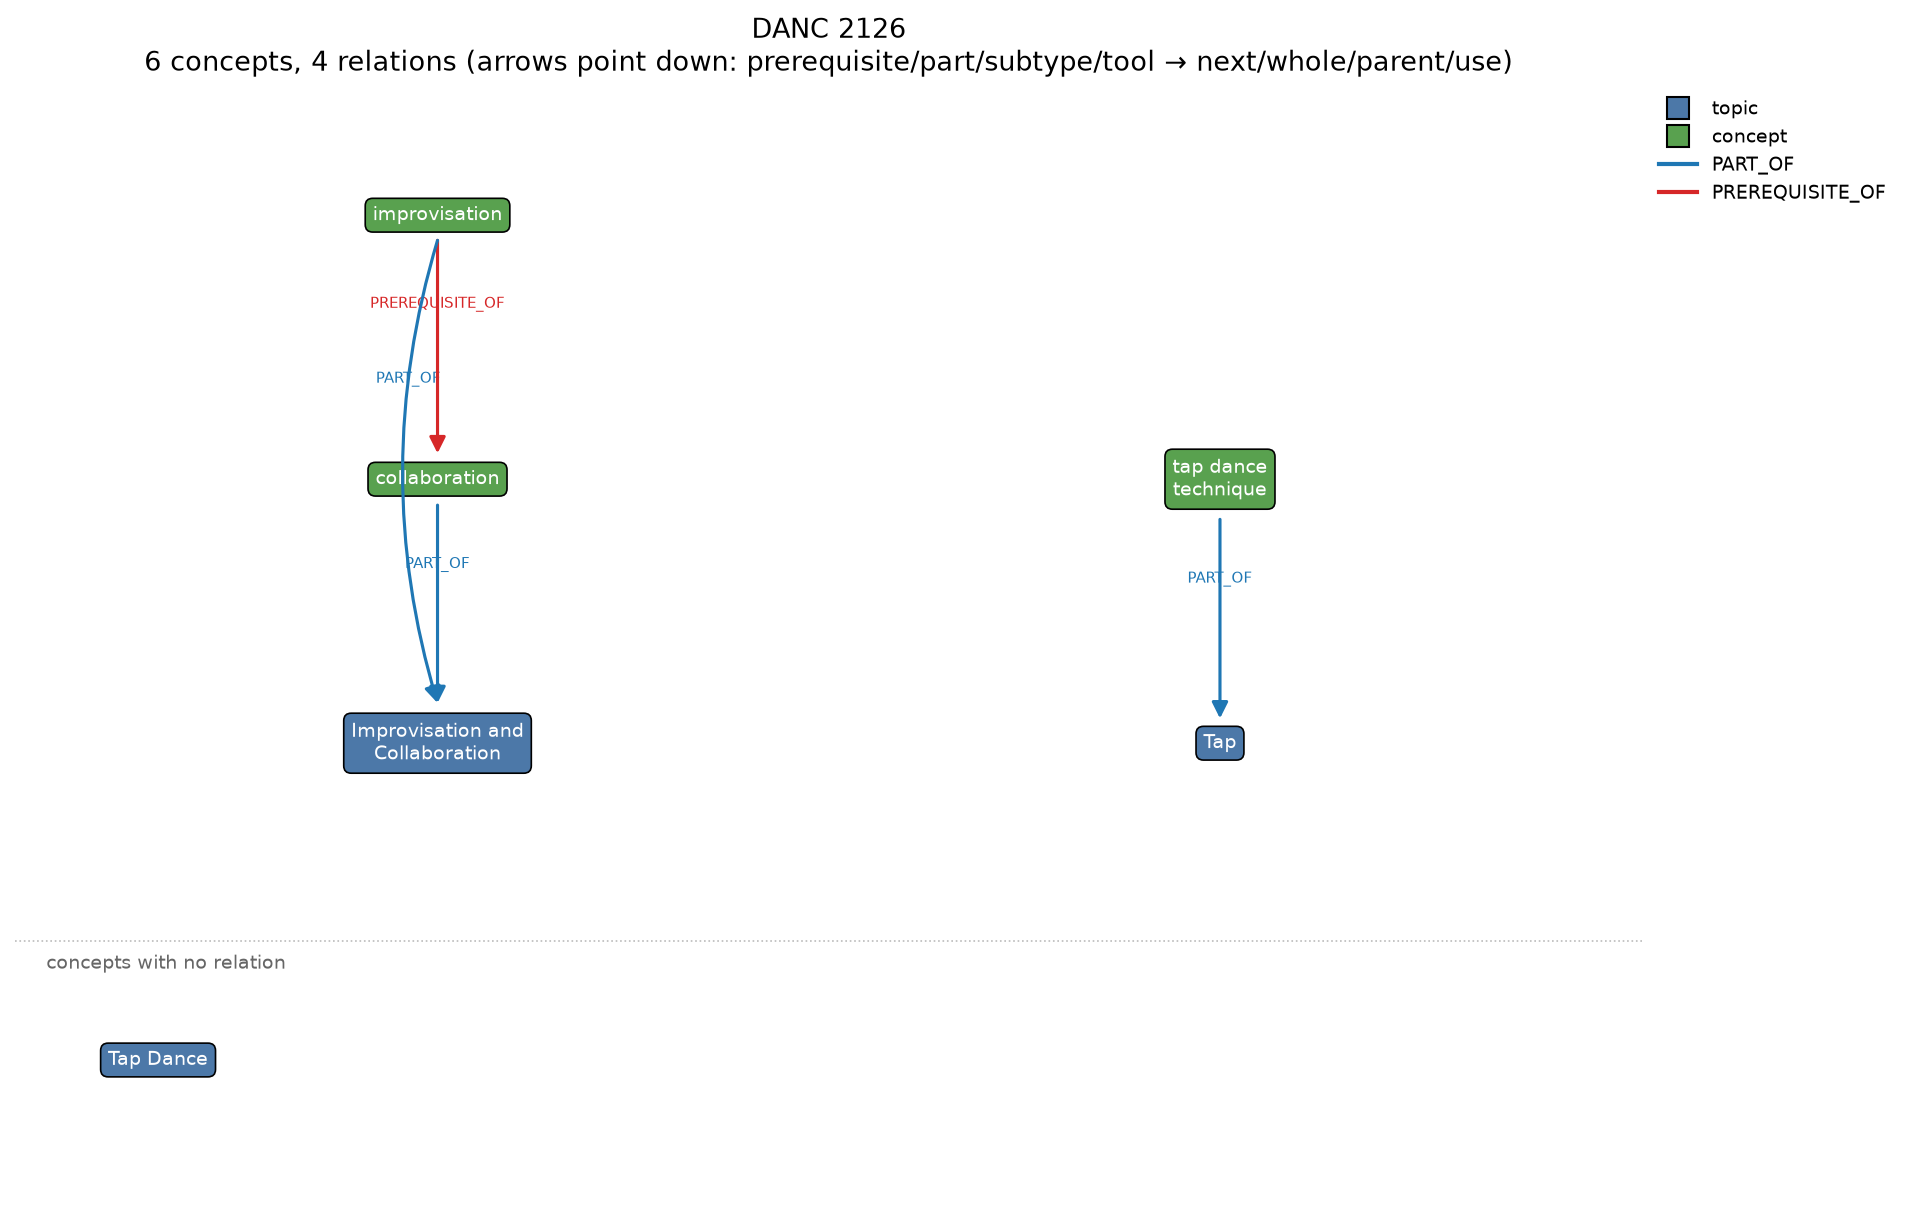 DANC 2126
6 concepts, 4 relations (arrows point down: prerequisite/part/subtype/tool → next/whole/parent/use)
topic
concept
PART_OF
PREREQUISITE_OF
improvisation
PREREQUISITE_OF
PART_OF
collaboration
PART_OF
Improvisation and
Collaboration
tap dance
technique
PART_OF
Tap
concepts with no relation
Tap Dance